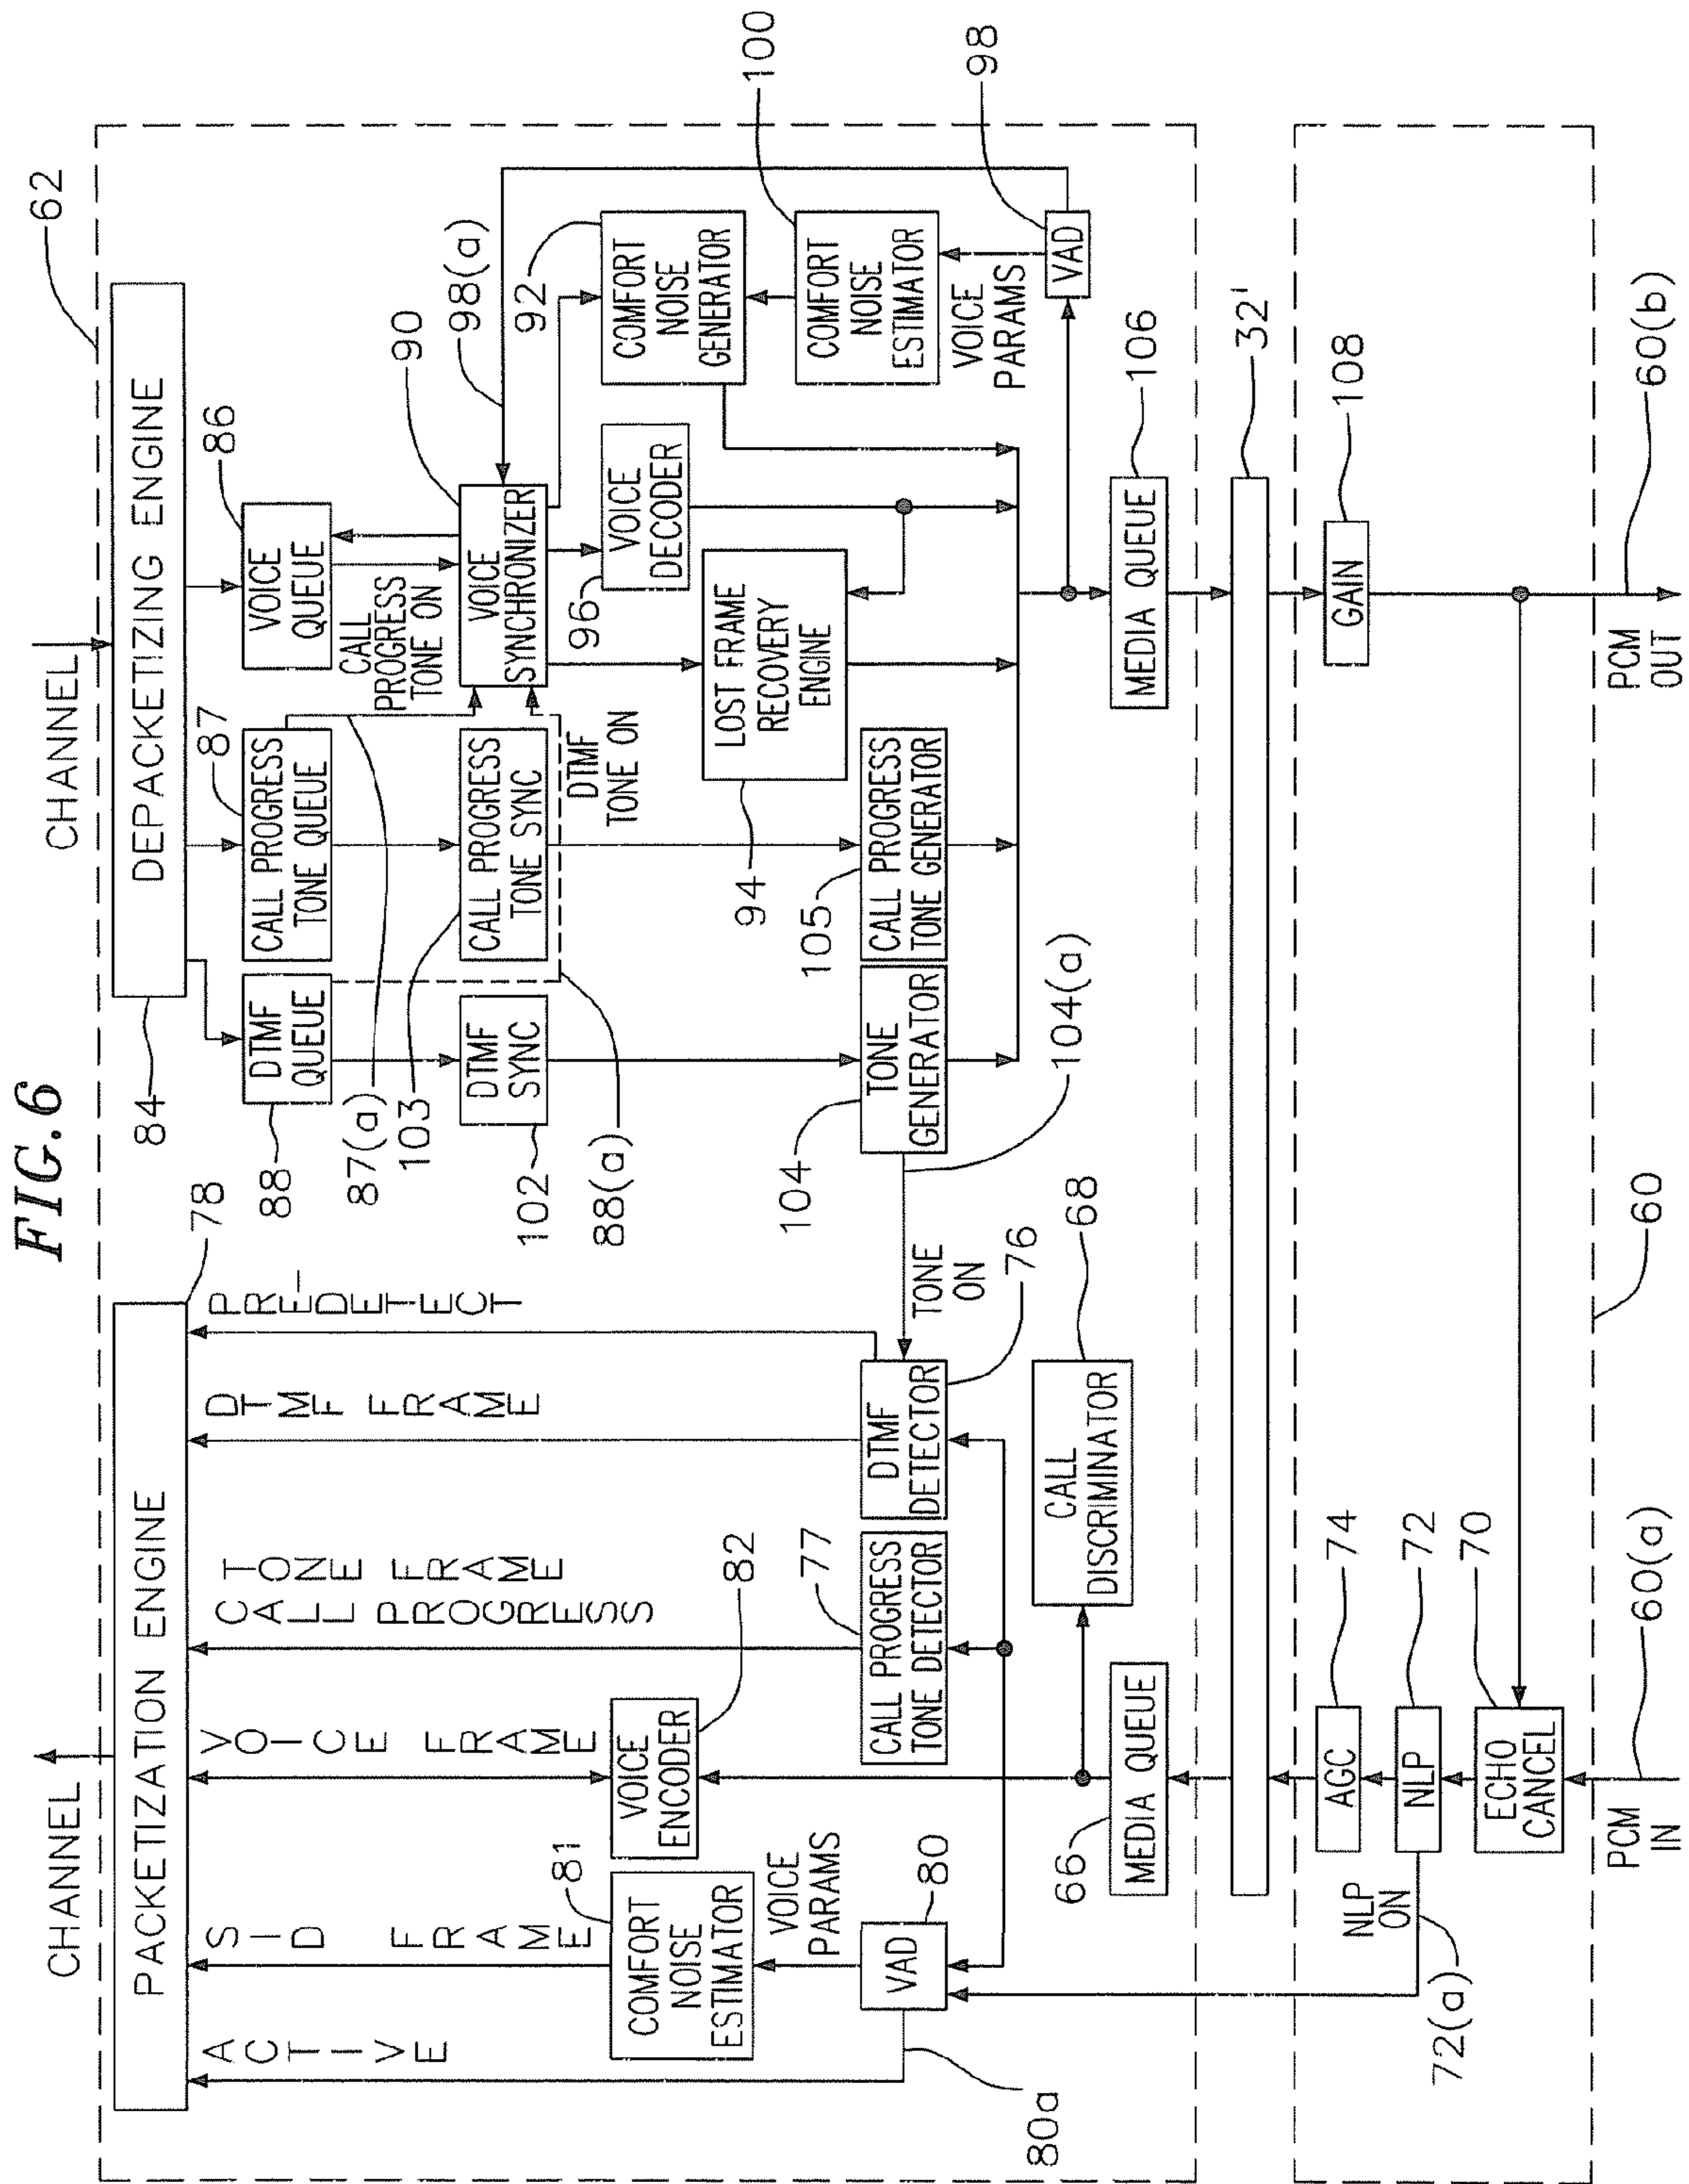 FIG. 6
CHANNEL
CHANNEL
62
PACKETIZATION ENGINE
78
84
DEPACKETIZING ENGINE
ACTIVE
SID FRAME
VOICE FRAME
CALL PROGRESS
TONE FRAME
DTMF FRAME
PRE-DETECT
88
DTMF
QUEUE
87
CALL PROGRESS
TONE QUEUE
86
VOICE
QUEUE
87(a)
CALL
PROGRESS
TONE ON
90
98(a)
103
102
DTMF
SYNC
CALL PROGRESS
TONE SYNC
VOICE
SYNCHRONIZER
92
88(a)
DTMF
TONE ON
96
81
COMFORT
NOISE
ESTIMATOR
VOICE
ENCODER
82
VOICE
DECODER
COMFORT
NOISE
GENERATOR
100
94
LOST FRAME
RECOVERY
ENGINE
COMFORT
NOISE
ESTIMATOR
VOICE
PARAMS
80
77
104
105
VAD
CALL PROGRESS
TONE DETECTOR
DTMF
DETECTOR
TONE
GENERATOR
CALL PROGRESS
TONE GENERATOR
VOICE
PARAMS
98
VAD
TONE
ON
76
104(a)
80a
68
CALL
DISCRIMINATOR
66
MEDIA QUEUE
MEDIA QUEUE
106
32'
NLP
ON
72(a)
AGC
74
NLP
72
ECHO
CANCEL
70
GAIN
108
PCM
IN
60(a)
60
PCM
OUT
60(b)